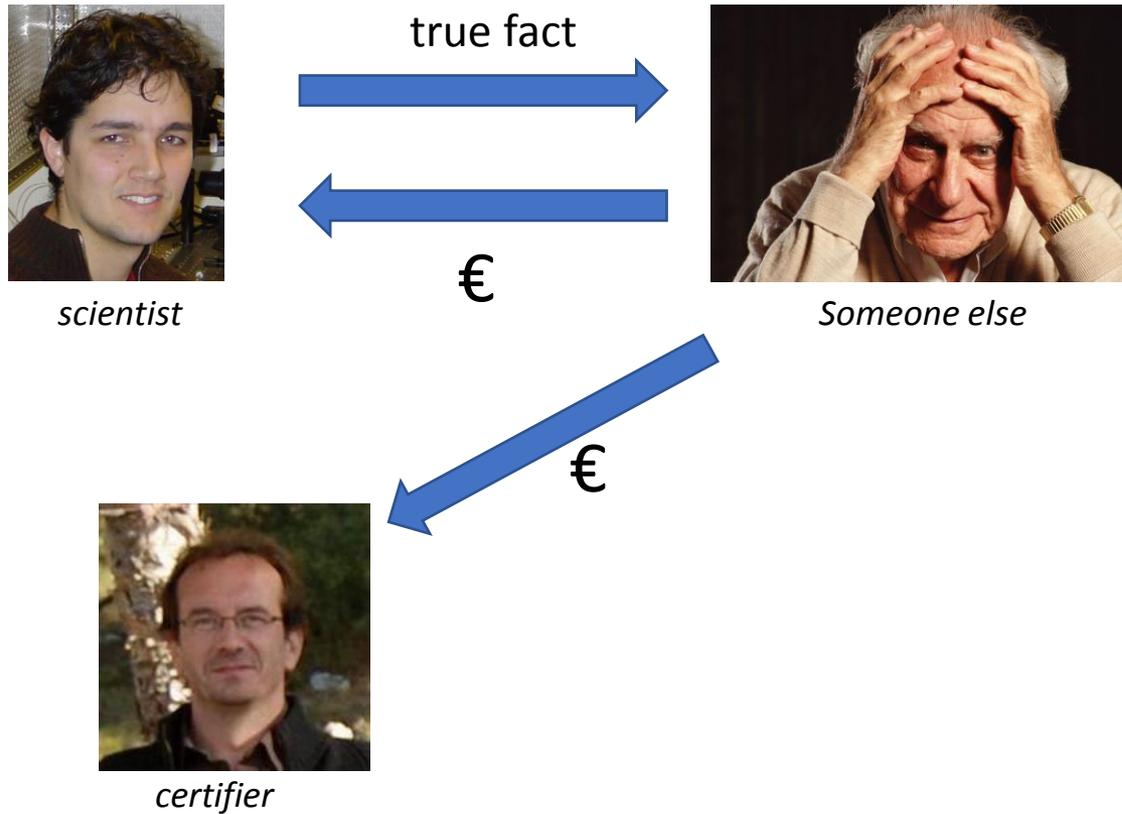 true fact
€
scientist
Someone else
€
certifier